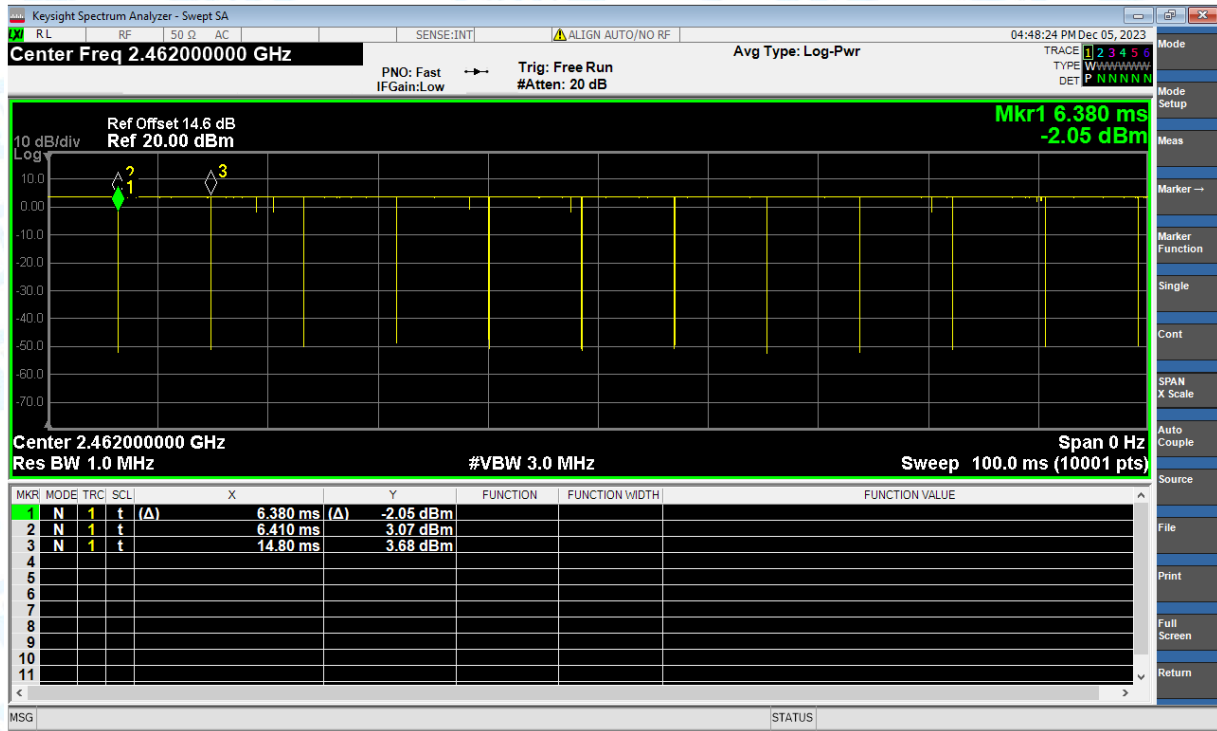 Keysight Spectrum Analyzer - Swept SA
LXI RL RF 50 Ω AC SENSE:INT ALIGN AUTO/NO RF 04:48:24 PM Dec 05, 2023
Center Freq 2.462000000 GHz
PNO: Fast
IFGain:Low
Trig: Free Run
#Atten: 20 dB
Avg Type: Log-Pwr
TRACE 1 2 3 4 5 6
TYPE W W W W W W
DET P N N N N N
Ref Offset 14.6 dB
10 dB/div Ref 20.00 dBm
Log
Mkr1 6.380 ms
-2.05 dBm
10.0
0.00
-10.0
-20.0
-30.0
-40.0
-50.0
-60.0
-70.0
2
1
3
Center 2.462000000 GHz Span 0 Hz
Res BW 1.0 MHz #VBW 3.0 MHz Sweep 100.0 ms (10001 pts)
MKR MODE TRC SCL X Y FUNCTION FUNCTION WIDTH FUNCTION VALUE
1 N 1 t (Δ) 6.380 ms (Δ) -2.05 dBm
2 N 1 t 6.410 ms 3.07 dBm
3 N 1 t 14.80 ms 3.68 dBm
4
5
6
7
8
9
10
11
MSG STATUS
Mode
Mode
Setup
Meas
Marker →
Marker
Function
Single
Cont
SPAN
X Scale
Auto
Couple
Source
File
Print
Full
Screen
Return